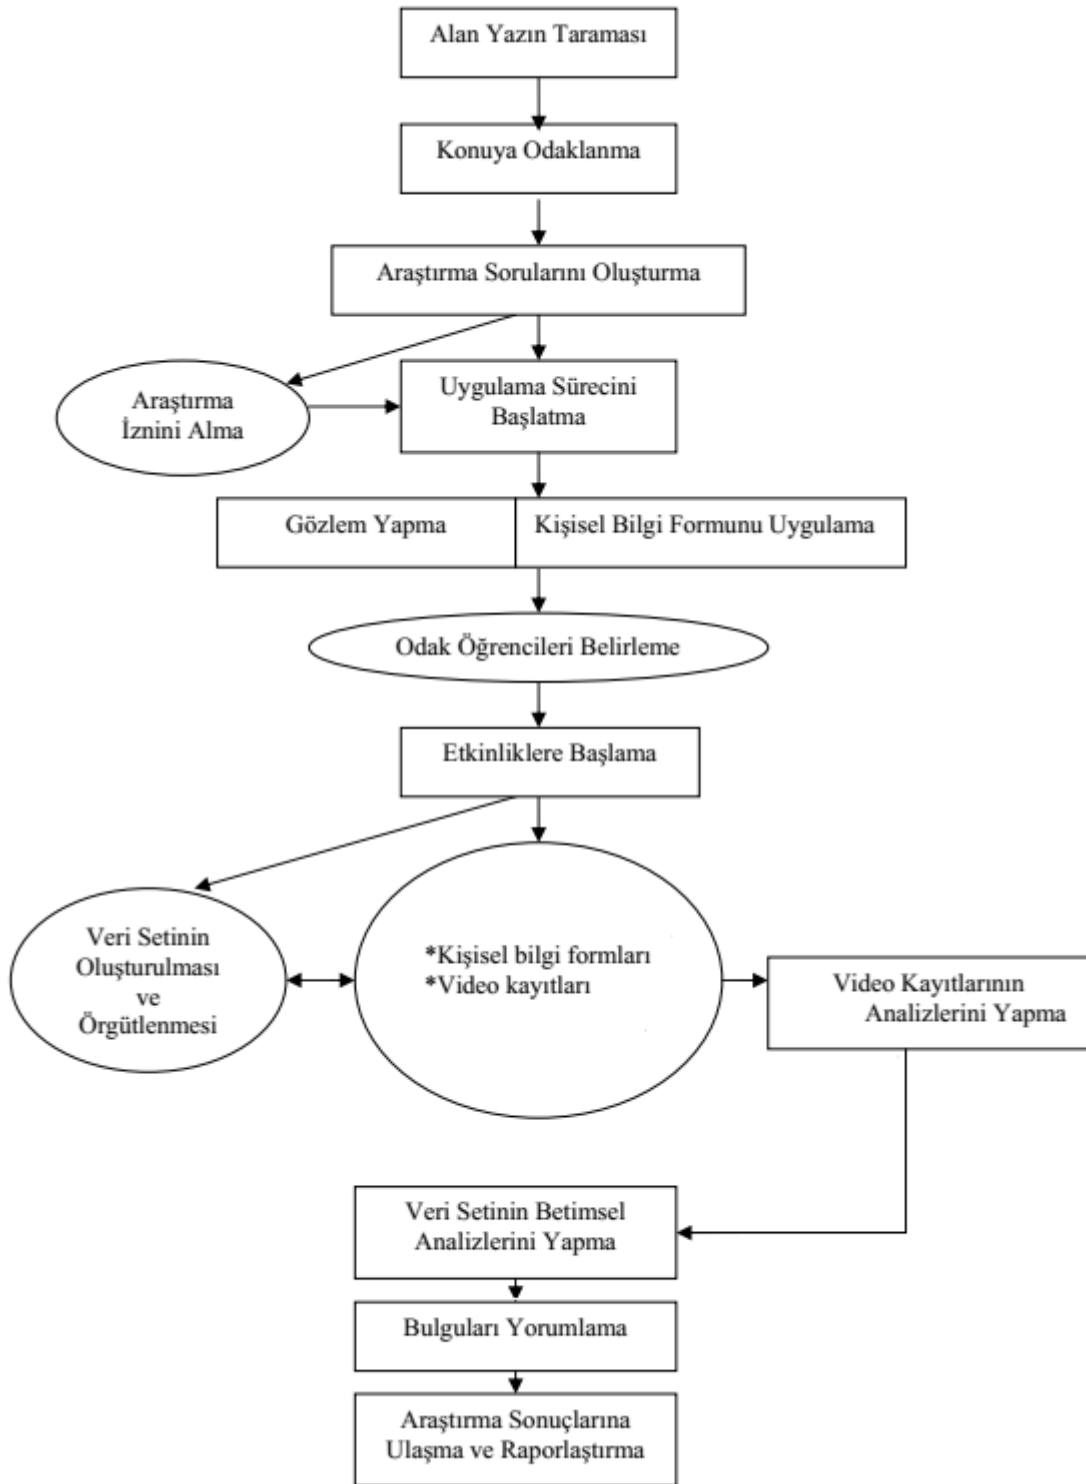 Alan Yazın Taraması
Konuya Odaklanma
Araştırma Sorularını Oluşturma
Araştırma
İznini Alma
Uygulama Sürecini
Başlatma
Gözlem Yapma
Kişisel Bilgi Formunu Uygulama
Odak Öğrencileri Belirleme
Etkinliklere Başlama
Veri Setinin
Oluşturulması
ve
Örgütlenmesi
*Kişisel bilgi formları
*Video kayıtları
Video Kayıtlarının
Analizlerini Yapma
Veri Setinin Betimsel
Analizlerini Yapma
Bulguları Yorumlama
Araştırma Sonuçlarına
Ulaşma ve Raporlaştırma